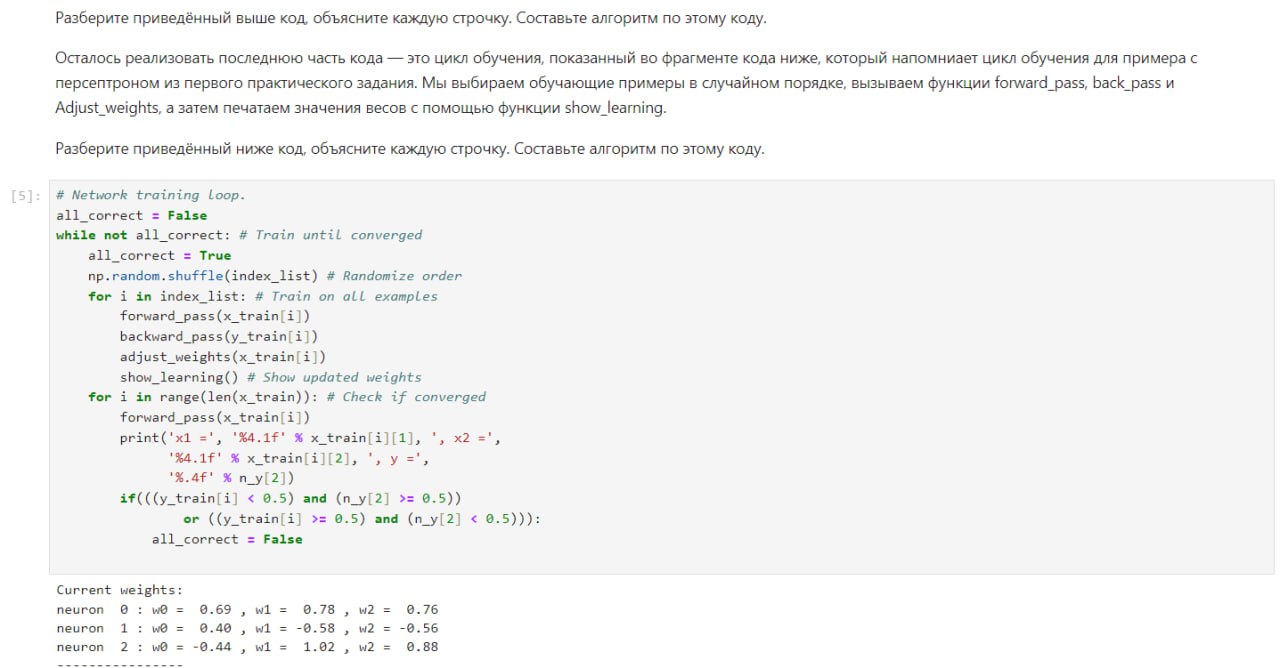 Разберите приведённый выше код, объясните каждую строчку. Составьте алгоритм по этому коду.
Осталось реализовать последнюю часть кода — это цикл обучения, показанный во фрагменте кода ниже, который напомниает цикл обучения для примера с
персептроном из первого практического задания. Мы выбираем обучающие примеры в случайном порядке, вызываем функции forward_pass, back_pass и
Adjust_weights, а затем печатаем значения весов с помощью функции show_learning.
Разберите приведённый ниже код, объясните каждую строчку. Составьте алгоритм по этому коду.
[5]: # Network training loop.
all_correct = False
while not all_correct: # Train until converged
    all_correct = True
    np.random.shuffle(index_list) # Randomize order
    for i in index_list: # Train on all examples
        forward_pass(x_train[i])
        backward_pass(y_train[i])
        adjust_weights(x_train[i])
        show_learning() # Show updated weights
    for i in range(len(x_train)): # Check if converged
        forward_pass(x_train[i])
        print('x1 =', '%4.1f' % x_train[i][1], ', x2 =',
              '%4.1f' % x_train[i][2], ', y =',
              '%.4f' % n_y[2])
        if(((y_train[i] < 0.5) and (n_y[2] >= 0.5))
                or ((y_train[i] >= 0.5) and (n_y[2] < 0.5))):
            all_correct = False
Current weights:
neuron  0 : w0 =  0.69 , w1 =  0.78 , w2 =  0.76
neuron  1 : w0 =  0.40 , w1 = -0.58 , w2 = -0.56
neuron  2 : w0 = -0.44 , w1 =  1.02 , w2 =  0.88
----------------